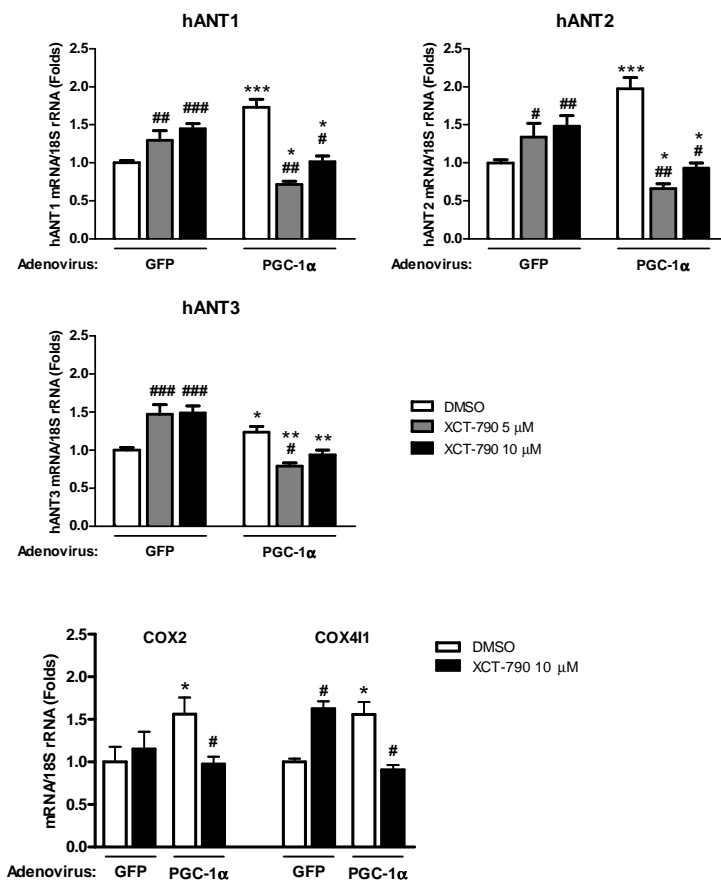 hANT1
hANT1 mRNA/18S rRNA (Folds)
2.5
2.0
1.5
1.0
0.5
0.0
##
###
***
*
##
*
#
Adenovirus:
GFP
PGC-1α
hANT2
hANT2 mRNA/18S rRNA (Folds)
2.5
2.0
1.5
1.0
0.5
0.0
#
##
***
*
##
*
#
GFP
PGC-1α
hANT3
hANT3 mRNA/18S rRNA (Folds)
2.5
2.0
1.5
1.0
0.5
0.0
###
###
*
**
#
**
Adenovirus:
GFP
PGC-1α
DMSO
XCT-790 5 μM
XCT-790 10 μM
COX2
COX4I1
mRNA/18S rRNA (Folds)
2.5
2.0
1.5
1.0
0.5
0.0
*
#
#
*
#
Adenovirus:
GFP
PGC-1α
GFP
PGC-1α
DMSO
XCT-790 10 μM